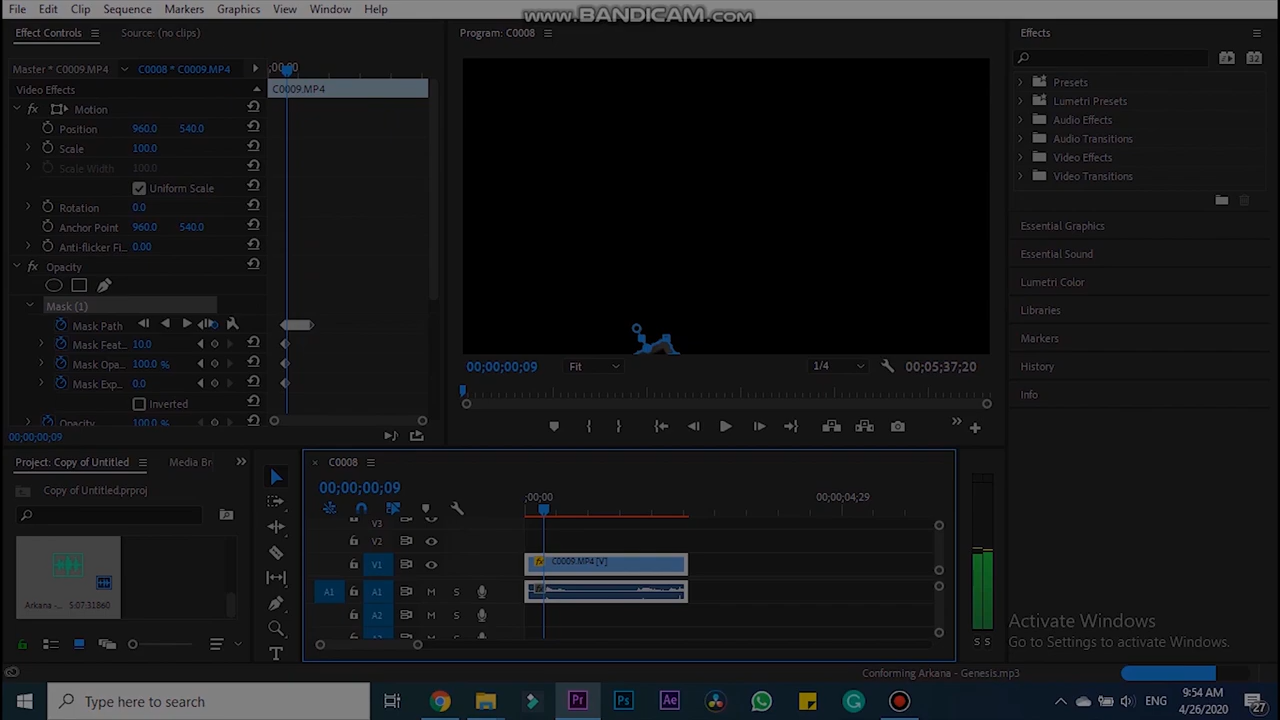 www.BANDICAM.com
File Edit Clip Sequence Markers Graphics View Window Help
Effect Controls
Source: (no clips)
Program: C0008
Effects
Master * C0009.MP4
C0008 * C0009.MP4
;00;00
Video Effects
C0009.MP4
Motion
Position 960.0 540.0
Scale 100.0
Scale Width 100.0
Uniform Scale
Rotation 0.0
Anchor Point 960.0 540.0
Anti-flicker Fi... 0.00
Opacity
Mask (1)
Mask Path
Mask Feat... 10.0
Mask Opa... 100.0 %
Mask Exp... 0.0
Inverted
Opacity 100.0 %
00;00;00;09
00;00;00;09
Fit
1/4
00;05;37;20
Presets
Lumetri Presets
Audio Effects
Audio Transitions
Video Effects
Video Transitions
Essential Graphics
Essential Sound
Lumetri Color
Libraries
Markers
History
Info
Project: Copy of Untitled
Media Br
Copy of Untitled.prproj
Arkana -... 5:07:31860
C0008
00;00;00;09
;00;00
00;00;04;29
V3
V2
V1
C0009.MP4 [V]
A1 A1 M S
A2 M S
S S
Activate Windows
Go to Settings to activate Windows.
Conforming Arkana - Genesis.mp3
Type here to search
Pr Ps Ae
ENG
9:54 AM
4/26/2020
27